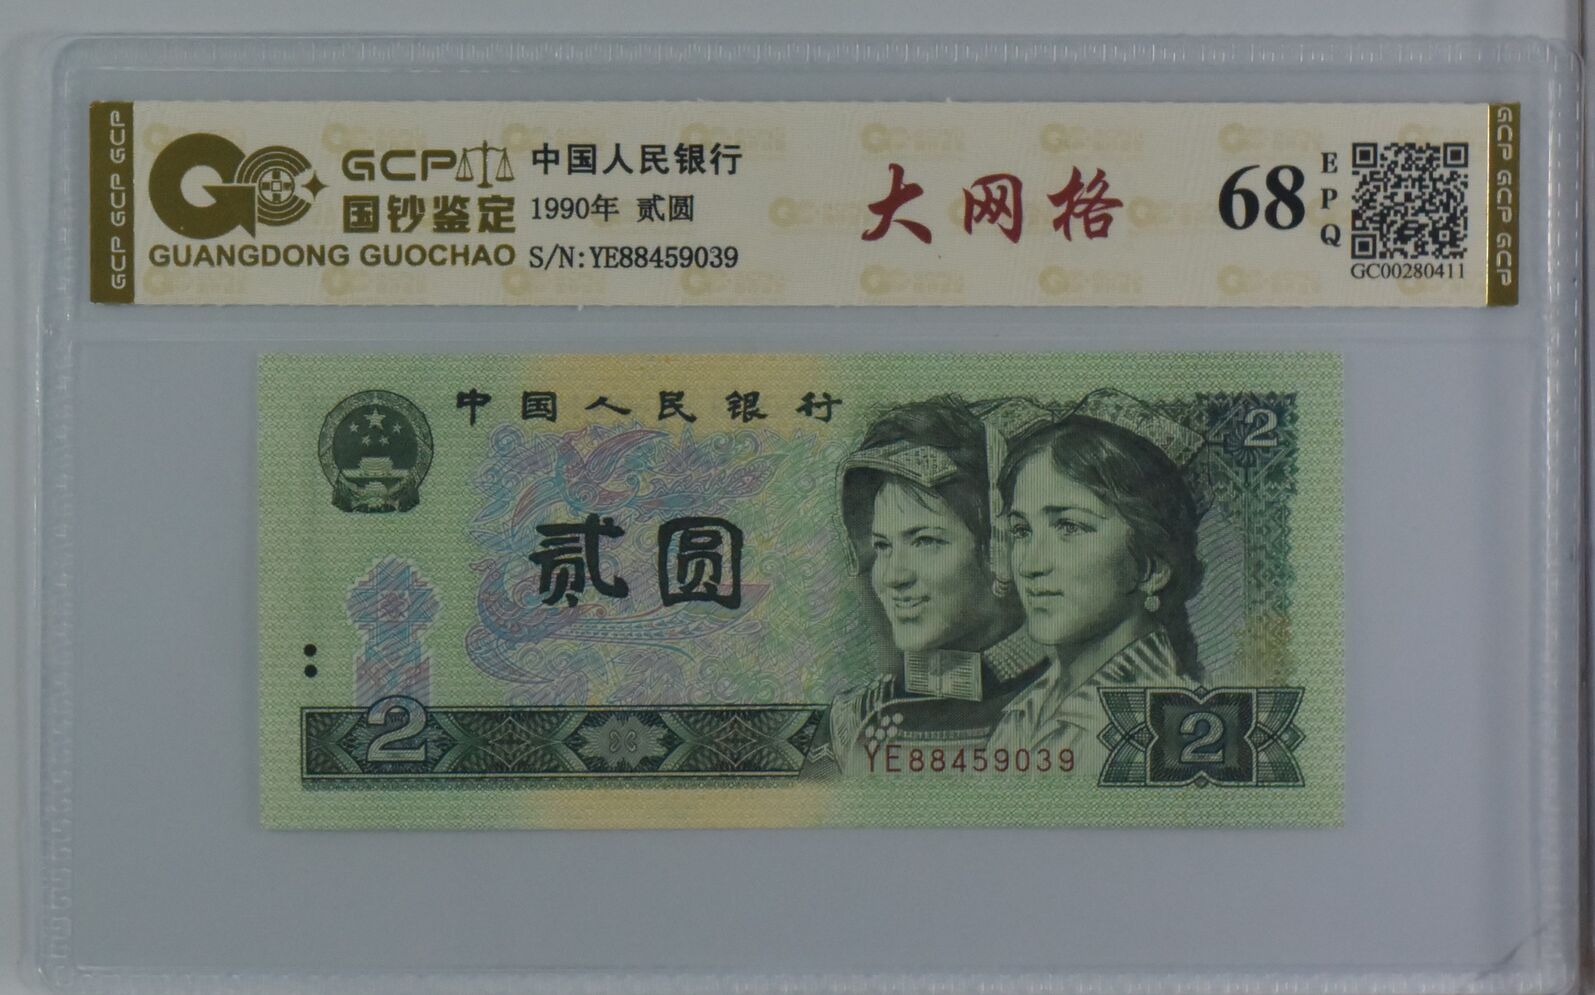 GCP GCP GCP
GCP
国钞鉴定
GUANGDONG GUOCHAO
中国人民银行
1990年 贰圆
S/N:YE88459039
大网格
68
EPQ
GC00280411
GCP GCP GCP
中国人民银行
贰圆
2
2
YE88459039
2